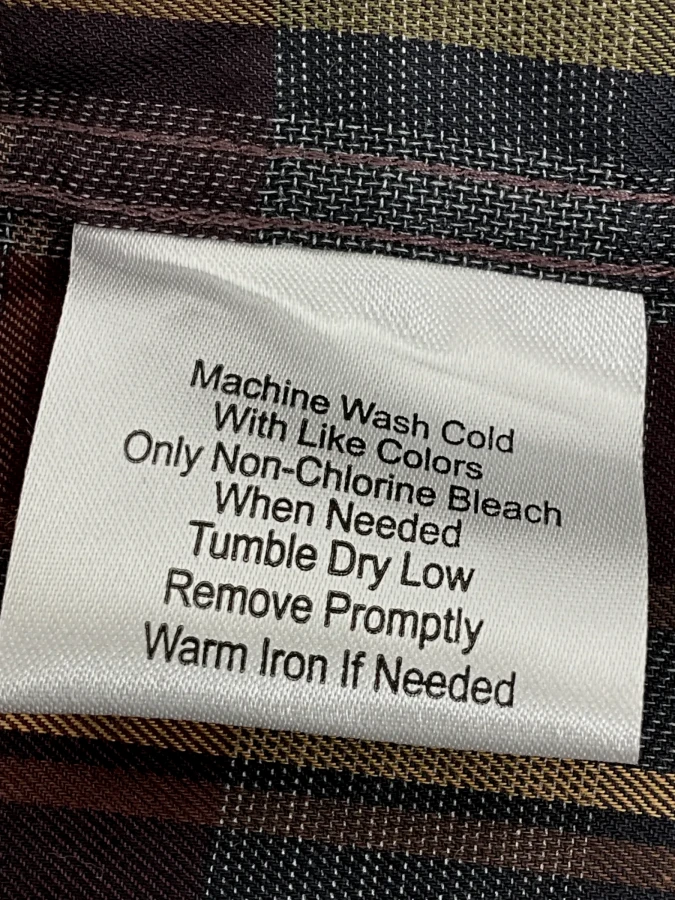 Machine Wash Cold
With Like Colors
Only Non-Chlorine Bleach
When Needed
Tumble Dry Low
Remove Promptly
Warm Iron If Needed